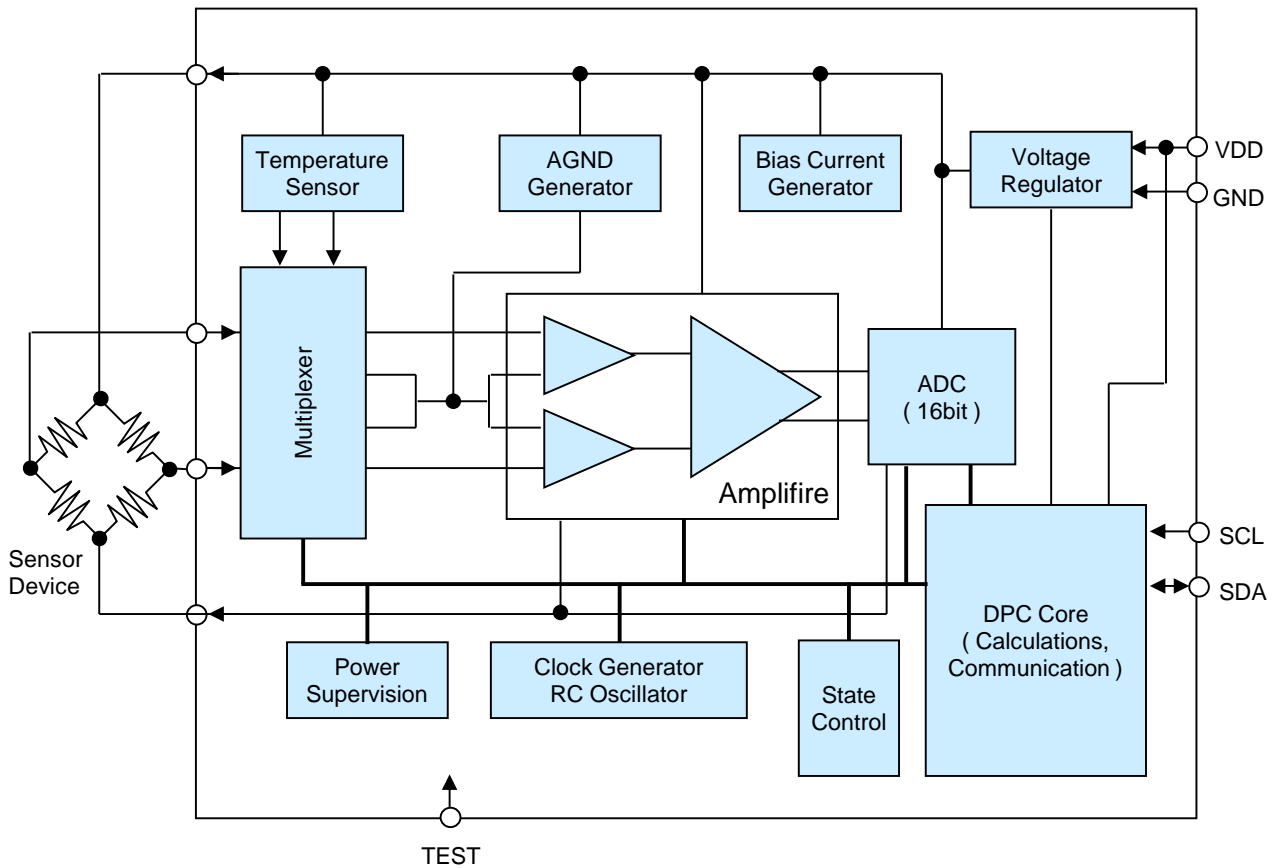 Temperature
Sensor
AGND
Generator
Bias Current
Generator
Voltage
Regulator
VDD
GND
Multiplexer
ADC
( 16bit )
Amplifire
Sensor
Device
SCL
SDA
DPC Core
( Calculations,
Communication )
Power
Supervision
Clock Generator
RC Oscillator
State
Control
TEST